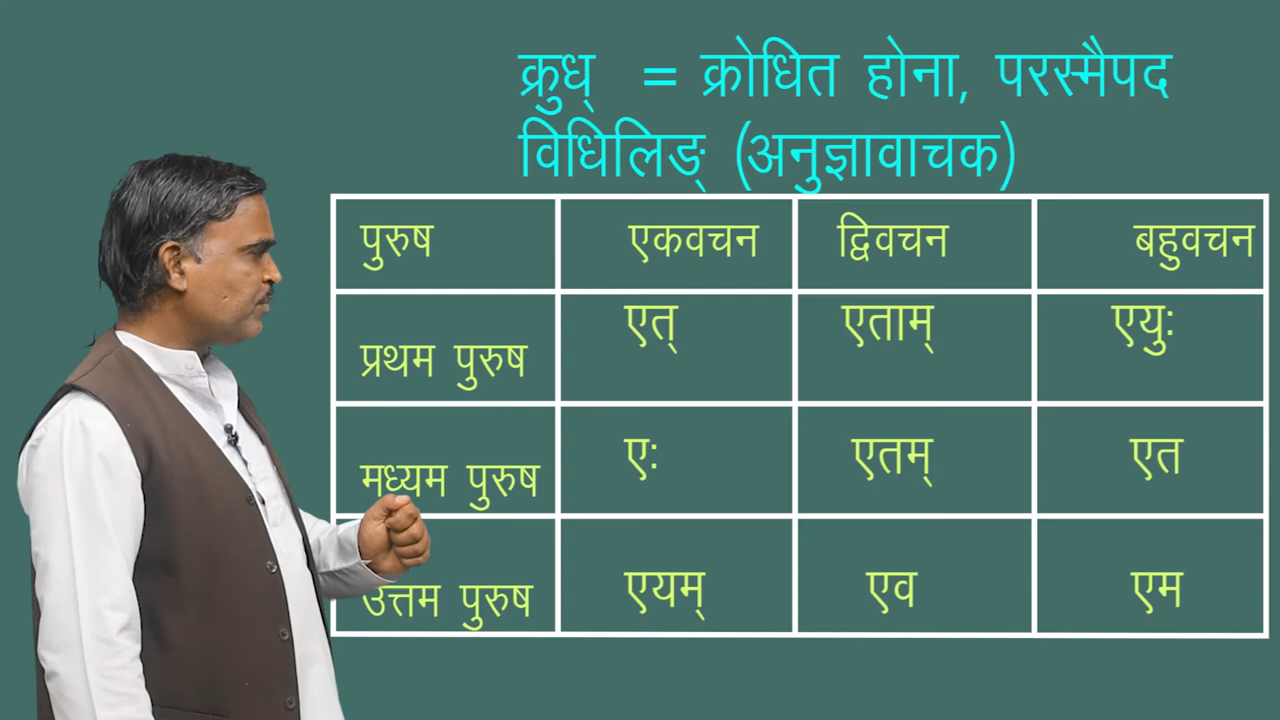 क्रुध् = क्रोधित होना, परस्मैपद
विधिलिङ् (अनुज्ञावाचक)
पुरुष एकवचन द्विवचन बहुवचन
प्रथम पुरुष एत् एताम् एयुः
मध्यम पुरुष एः एतम् एत
उत्तम पुरुष एयम् एव एम